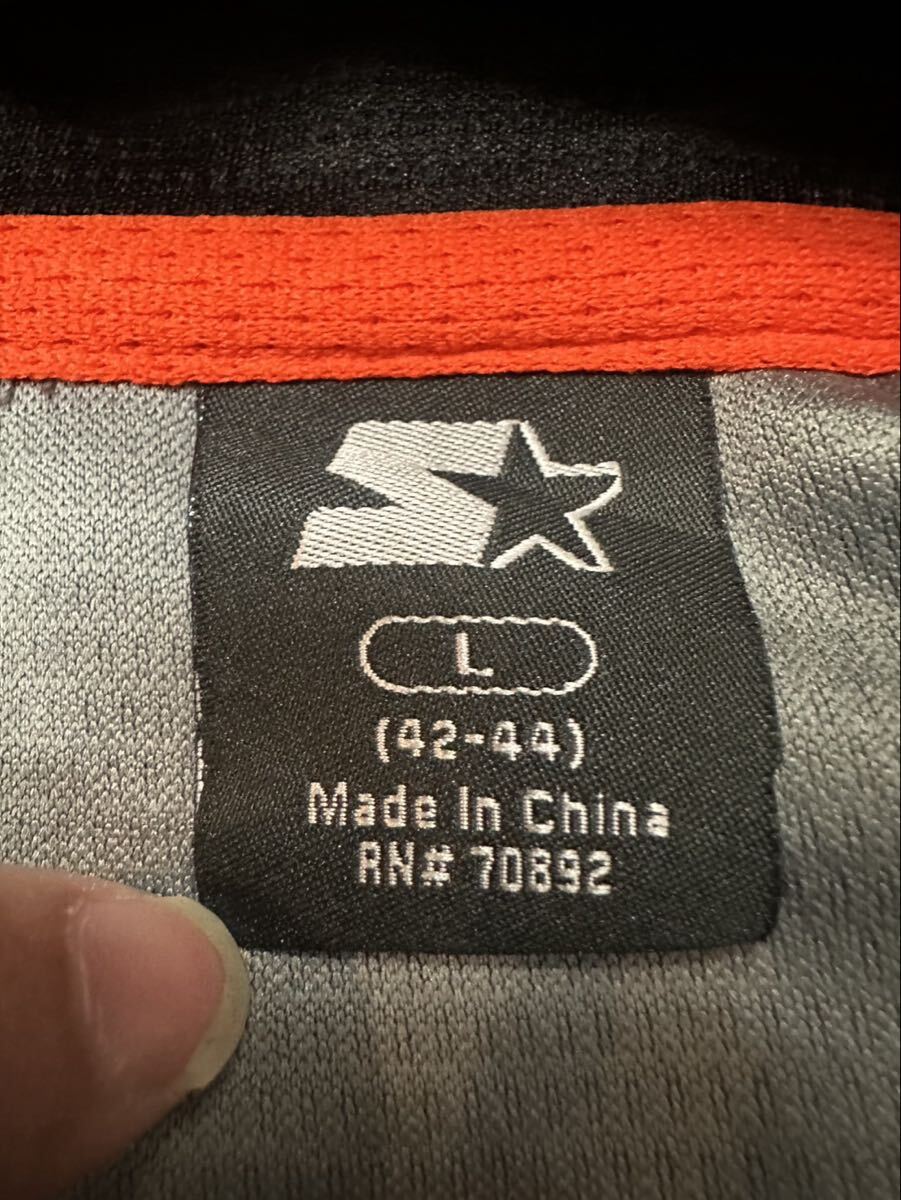 L
(42-44)
Made In China
RN# 70892